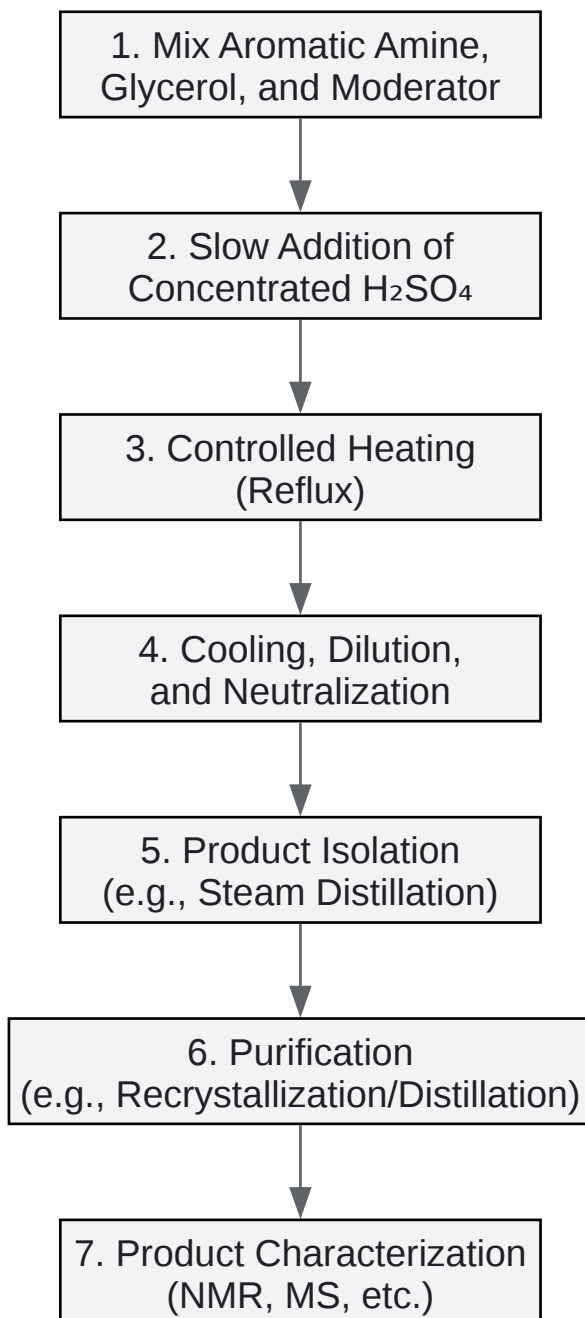 1. Mix Aromatic Amine,
Glycerol, and Moderator
2. Slow Addition of
Concentrated H₂SO₄
3. Controlled Heating
(Reflux)
4. Cooling, Dilution,
and Neutralization
5. Product Isolation
(e.g., Steam Distillation)
6. Purification
(e.g., Recrystallization/Distillation)
7. Product Characterization
(NMR, MS, etc.)